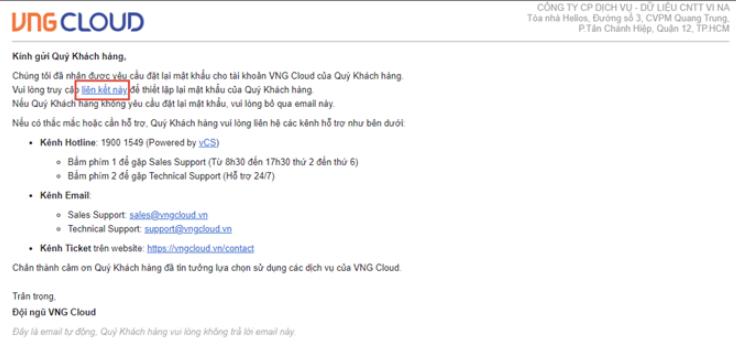 VNG CLOUD
CÔNG TY CP DỊCH VỤ - DỮ LIỆU CNTT VI NA
Tòa nhà Helios, Đường số 3, CVPM Quang Trung,
P.Tân Chánh Hiệp, Quận 12, TP.HCM
Kính gửi Quý Khách hàng,
Chúng tôi đã nhận được yêu cầu đặt lại mật khẩu cho tài khoản VNG Cloud của Quý Khách hàng.
Vui lòng truy cập liên kết này để thiết lập lại mật khẩu của Quý Khách hàng.
Nếu Quý Khách hàng không yêu cầu đặt lại mật khẩu, vui lòng bỏ qua email này.
Nếu có thắc mắc hoặc cần hỗ trợ, Quý Khách hàng vui lòng liên hệ các kênh hỗ trợ như bên dưới:
• Kênh Hotline: 1900 1549 (Powered by vCS)
○ Bấm phím 1 để gặp Sales Support (Từ 8h30 đến 17h30 thứ 2 đến thứ 6)
○ Bấm phím 2 để gặp Technical Support (Hỗ trợ 24/7)
• Kênh Email:
○ Sales Support: sales@vngcloud.vn
○ Technical Support: support@vngcloud.vn
• Kênh Ticket trên website: https://vngcloud.vn/contact
Chân thành cảm ơn Quý Khách hàng đã tin tưởng lựa chọn sử dụng các dịch vụ của VNG Cloud.
Trân trọng,
Đội ngũ VNG Cloud
Đây là email tự động, Quý Khách hàng vui lòng không trả lời email này.